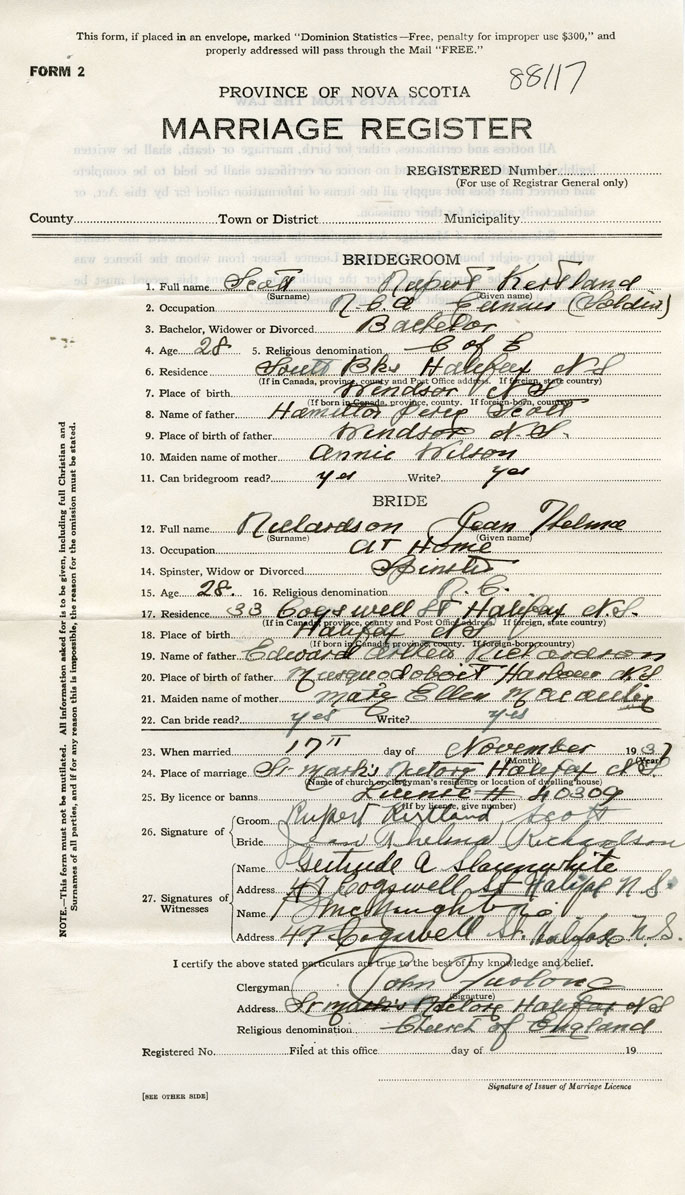 This form, if placed in an envelope, marked "Dominion Statistics—Free, penalty for improper use $300," and
properly addressed will pass through the Mail "FREE."
FORM 2
88117
PROVINCE OF NOVA SCOTIA
MARRIAGE REGISTER
REGISTERED Number
(For use of Registrar General only)
County Town or District Municipality
BRIDEGROOM
1. Full name Scott Rupert Kertland
(Surname) (Given name)
2. Occupation R.C.A. Gunner (Soldier)
3. Bachelor, Widower or Divorced Bachelor
4. Age 28 5. Religious denomination C of E
6. Residence South Bks Halifax N S
(If in Canada, province, county and Post Office address. If foreign, state country)
7. Place of birth Windsor N S
(If born in Canada, province, county. If foreign-born, country)
8. Name of father Hamilton Scott
9. Place of birth of father Windsor N.S.
10. Maiden name of mother Annie Wilson
11. Can bridegroom read? yes Write? yes
BRIDE
12. Full name Richardson Jean Thelma
(Surname) (Given name)
13. Occupation At Home
14. Spinster, Widow or Divorced Spinster
15. Age 28. 16. Religious denomination R. C.
17. Residence 33 Cogswell St Halifax N.S.
(If in Canada, province, county and Post Office address. If foreign, state country)
18. Place of birth Halifax N S
(If born in Canada, province, county. If foreign-born, country)
19. Name of father Edward Richardson
20. Place of birth of father Musquodoboit Harbour N S
21. Maiden name of mother Mary Ellen
22. Can bride read? yes Write? yes
23. When married 17th day of November 1937
(Month) (Year)
24. Place of marriage St Mark's Rectory Halifax N S
(Name of church or clergyman's residence or location of dwelling house)
25. By licence or banns Licence # 40309
(If by license, give number)
26. Signature of
Groom Rupert Kertland Scott
Bride Jean Thelma Richardson
27. Signatures of Witnesses
Name Gertrude A Slaunwhite
Address 47 Cogswell St Halifax N.S.
Name
Address 47 Cogswell St. Halifax N.S.
I certify the above stated particulars are true to the best of my knowledge and belief.
Clergyman John Furlong
(Signature)
Address St Mark's Rectory Halifax N S
Religious denomination Church of England
Registered No. Filed at this office day of 19
Signature of Issuer of Marriage Licence
[SEE OTHER SIDE]
NOTE.—This form must not be mutilated. All information asked for is to be given, including full Christian and
Surnames of all parties, and if for any reason this is impossible, the reason for the omission must be stated.